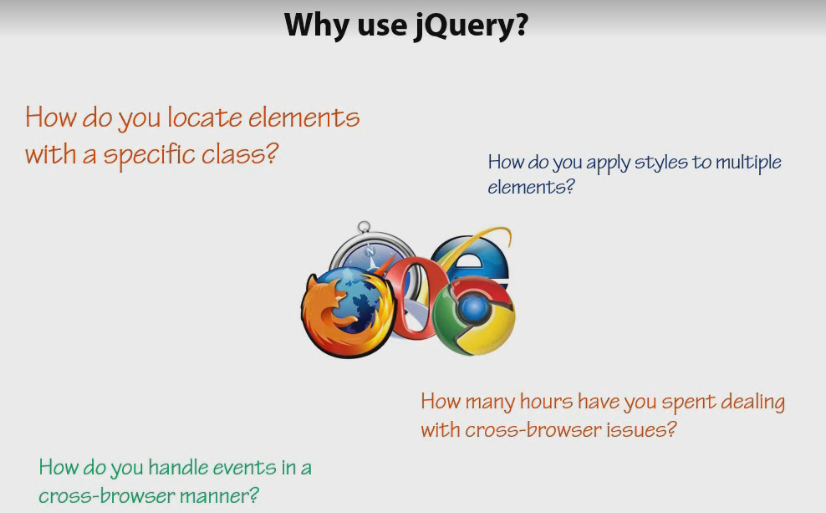 Why use jQuery?
How do you locate elements
with a specific class?
How do you apply styles to multiple
elements?
N
How many hours have you spent dealing
with cross-browser issues?
How do you handle events in a
cross-browser manner?